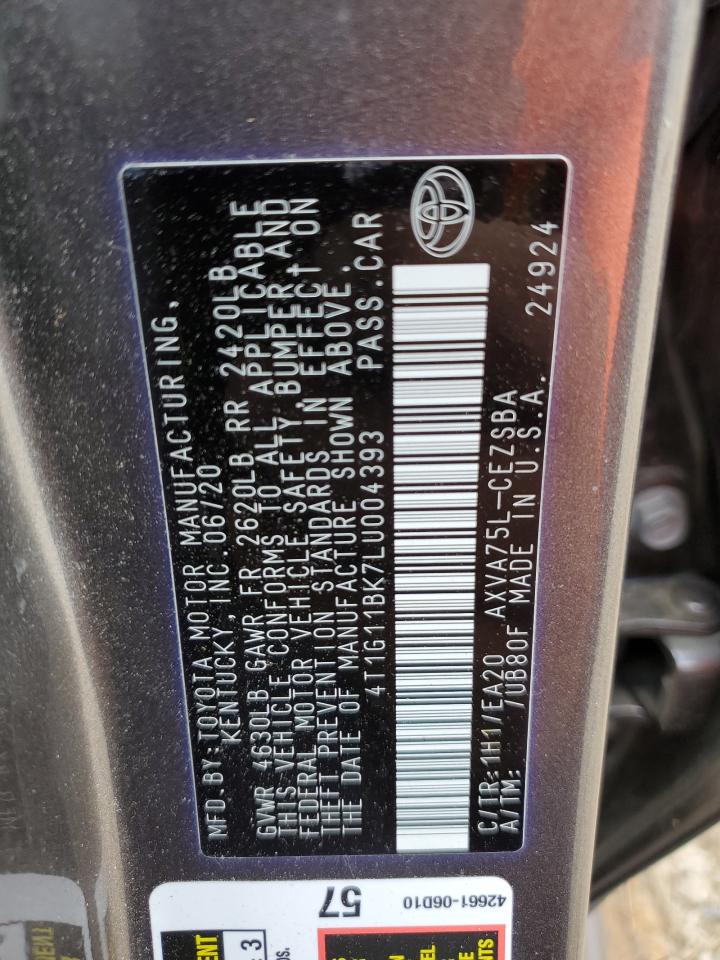 MFD.BY:TOYOTA MOTOR MANUFACTURING,
KENTUCKY, INC. 06/20
GVWR 4630LB GAWR FR 2620LB RR 2420LB
THIS VEHICLE CONFORMS TO ALL APPLICABLE
FEDERAL MOTOR VEHICLE SAFETY, BUMPER AND
THEFT PREVENTION STANDARDS IN EFFECT ON
THE DATE OF MANUFACTURE SHOWN ABOVE.
4T1G11BK7LU004393 PASS.CAR
C/TR:1H1/EA20 AXVA75L-CEZSBA
A/TM: /UB80F MADE IN U.S.A. 24924
57
42661-06D10
3